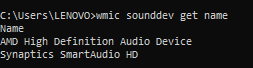 C:\Users\LENOVO>wmic sounddev get name
Name
AMD High Definition Audio Device
Synaptics SmartAudio HD